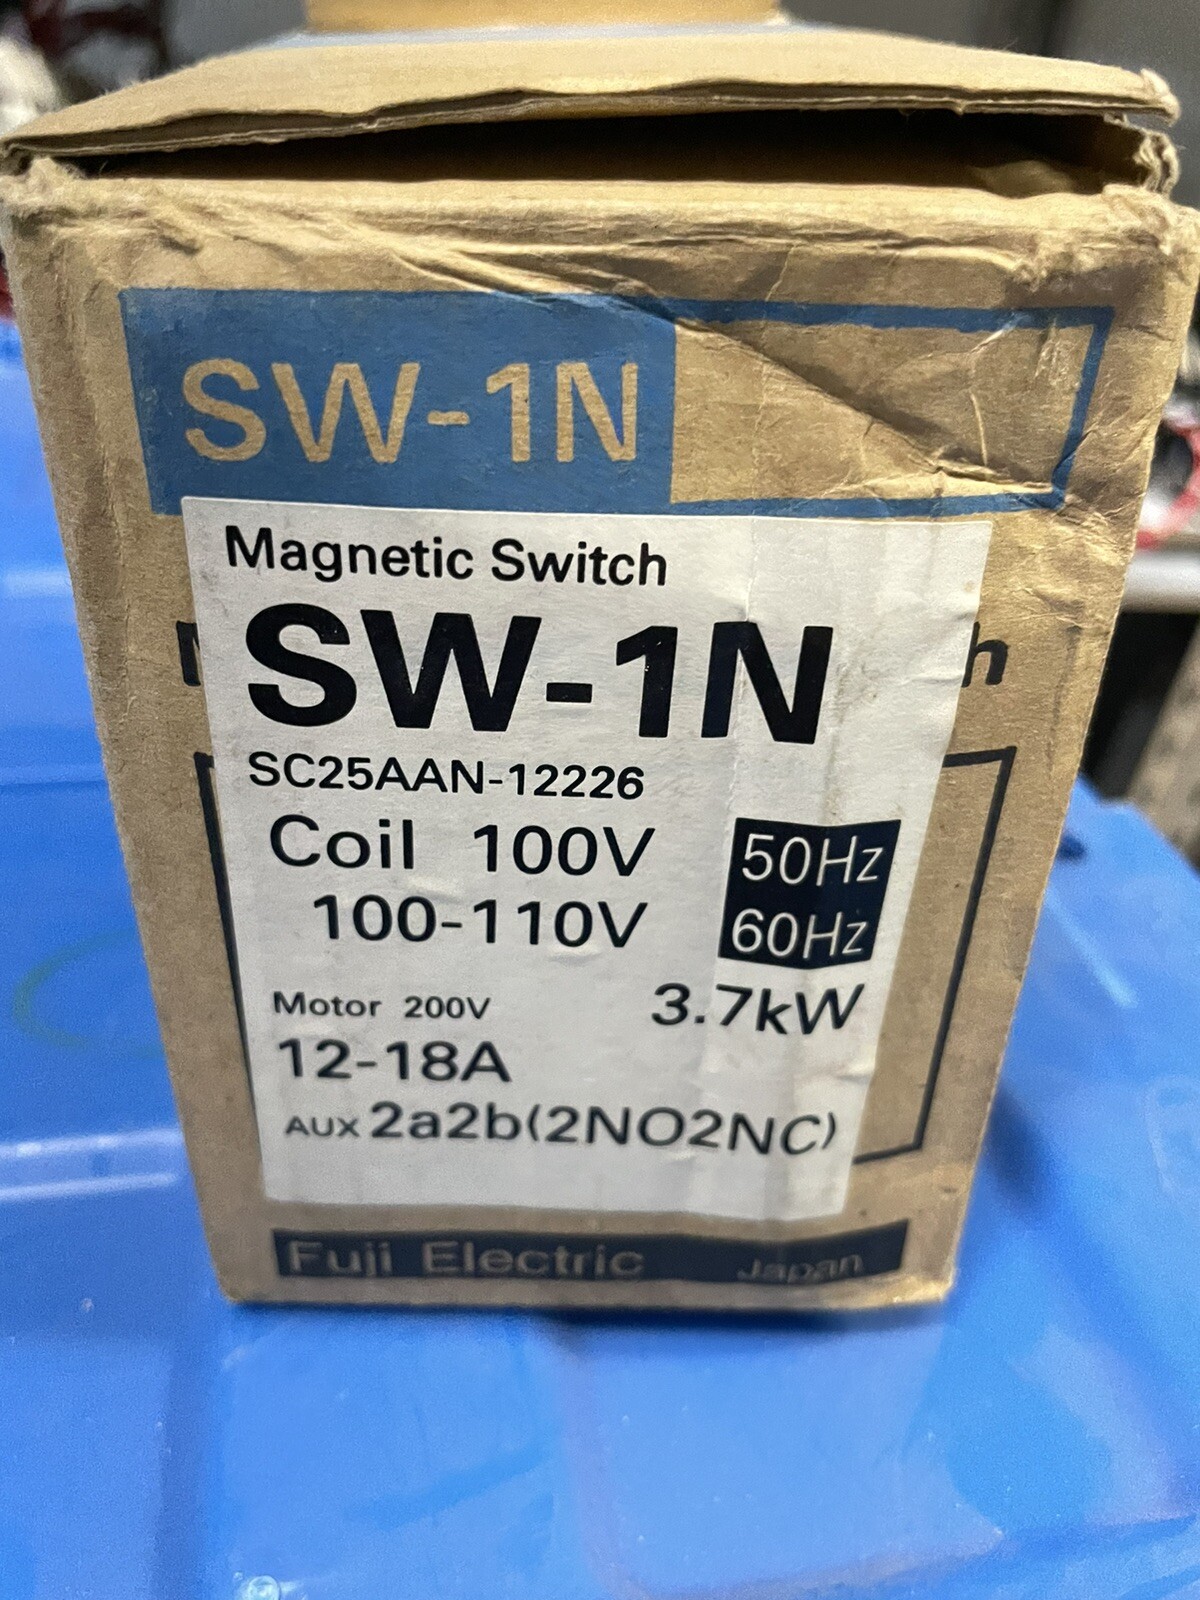 SW-1N
Magnetic Switch
SW-1N
SC25AAN-12226
Coil 100V 50Hz
100-110V 60Hz
Motor 200V 3.7kW
12-18A
AUX 2a2b(2NO2NC)
Fuji Electric Japan